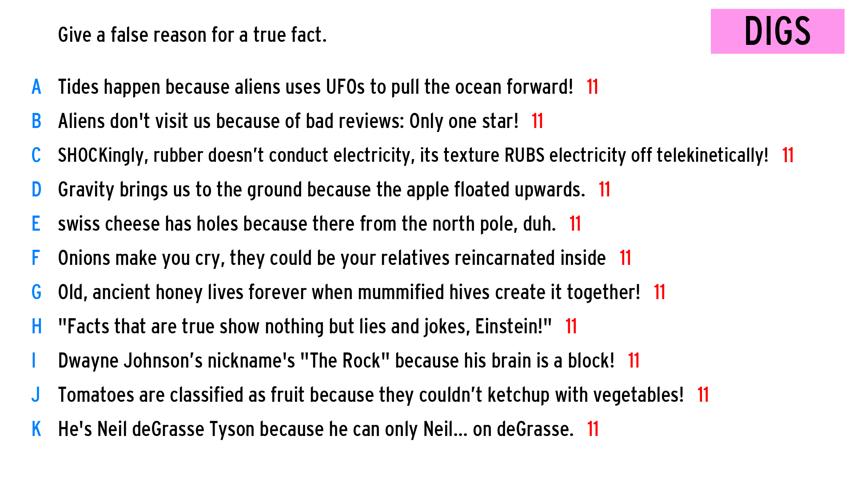 Give a false reason for a true fact.
DIGS
A Tides happen because aliens uses UFOs to pull the ocean forward! 11
B Aliens don't visit us because of bad reviews: Only one star! 11
C SHOCKingly, rubber doesn’t conduct electricity, its texture RUBS electricity off telekinetically! 11
D Gravity brings us to the ground because the apple floated upwards. 11
E swiss cheese has holes because there from the north pole, duh. 11
F Onions make you cry, they could be your relatives reincarnated inside 11
G Old, ancient honey lives forever when mummified hives create it together! 11
H "Facts that are true show nothing but lies and jokes, Einstein!" 11
I Dwayne Johnson’s nickname's "The Rock" because his brain is a block! 11
J Tomatoes are classified as fruit because they couldn’t ketchup with vegetables! 11
K He's Neil deGrasse Tyson because he can only Neil... on deGrasse. 11